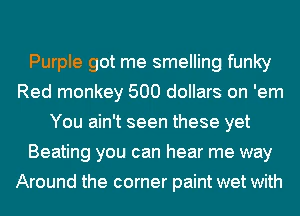 Purple got me smelling funky
Red monkey 500 dollars on 'em
You ain't seen these yet
Beating you can hear me way
Around the corner paint wet with